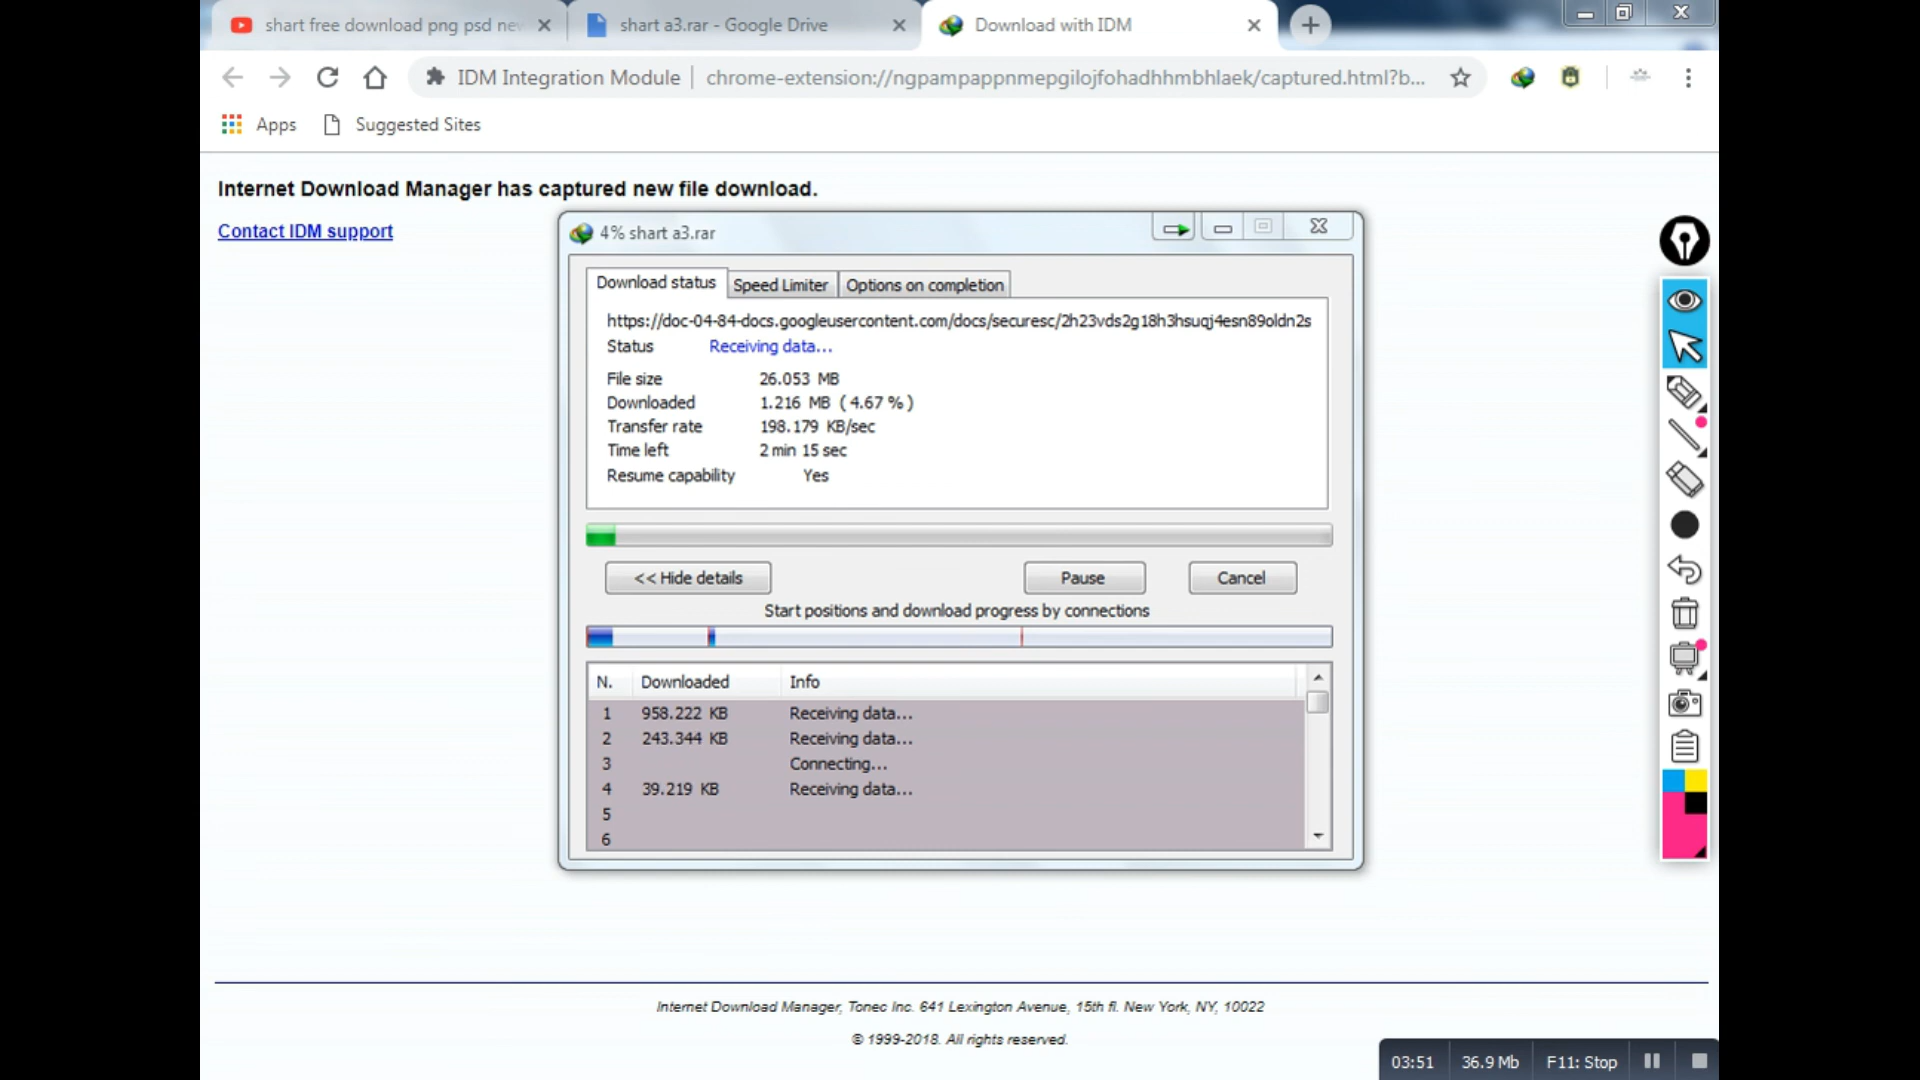 shart free download png psd nev
shart a3.rar - Google Drive
Download with IDM
IDM Integration Module
chrome-extension://ngpampappnmepgilojfohadhhmbhlaek/captured.html?b...
Apps
Suggested Sites
Internet Download Manager has captured new file download.
Contact IDM support
4% shart a3.rar
Download status
Speed Limiter
Options on completion
https://doc-04-84-docs.googleusercontent.com/docs/securesc/2h23vds2g18h3hsuqj4esn89oldn2s
Status Receiving data...
File size 26.053 MB
Downloaded 1.216 MB ( 4.67 % )
Transfer rate 198.179 KB/sec
Time left 2 min 15 sec
Resume capability Yes
<< Hide details
Pause
Cancel
Start positions and download progress by connections
N. Downloaded Info
1 958.222 KB Receiving data...
2 243.344 KB Receiving data...
3 Connecting...
4 39.219 KB Receiving data...
5
6
Internet Download Manager, Tonec Inc. 641 Lexington Avenue, 15th fl. New York, NY, 10022
© 1999-2018. All rights reserved.
03:51 36.9 Mb F11: Stop